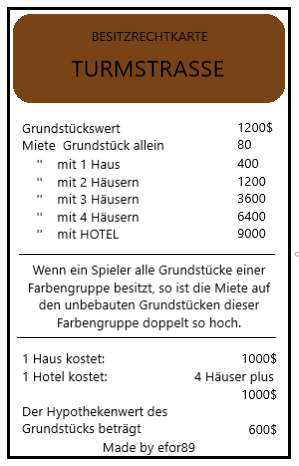 BESITZRECHTKARTE
TURMSTRASSE
Grundstückswert 1200$
Miete Grundstück allein 80
" mit 1 Haus 400
" mit 2 Häusern 1200
" mit 3 Häusern 3600
" mit 4 Häusern 6400
" mit HOTEL 9000
Wenn ein Spieler alle Grundstücke einer
Farbengruppe besitzt, so ist die Miete auf
den unbebauten Grundstücken dieser
Farbengruppe doppelt so hoch.
1 Haus kostet: 1000$
1 Hotel kostet: 4 Häuser plus
1000$
Der Hypothekenwert des
Grundstücks beträgt 600$
Made by efor89